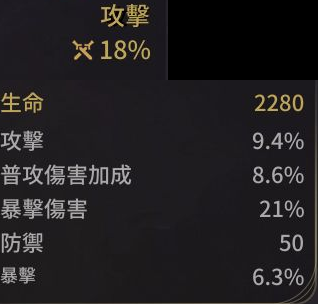 攻擊
18%
生命 2280
攻擊 9.4%
普攻傷害加成 8.6%
暴擊傷害 21%
防禦 50
暴擊 6.3%